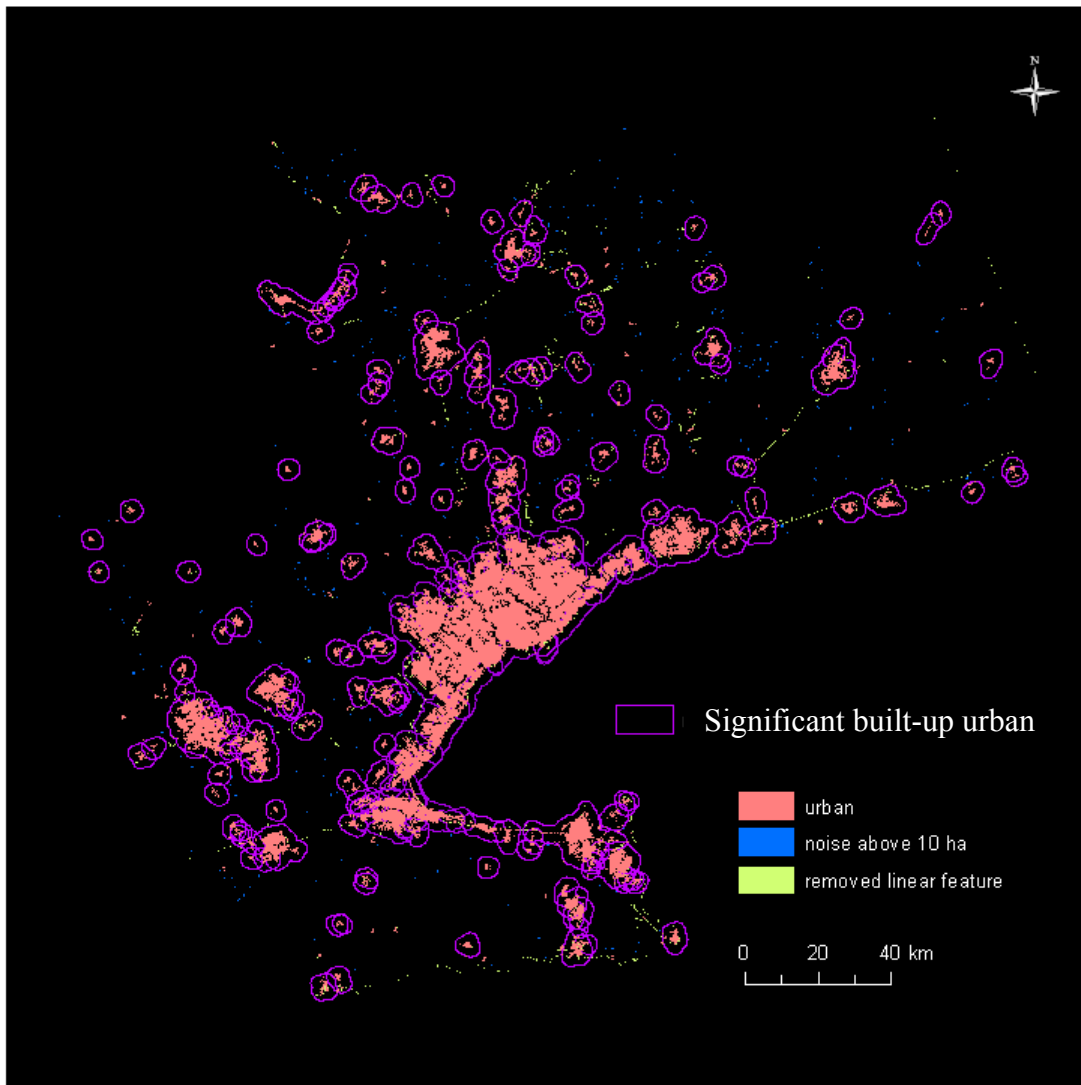 N
Significant built-up urban
urban
noise above 10 ha
removed linear feature
0 20 40 km